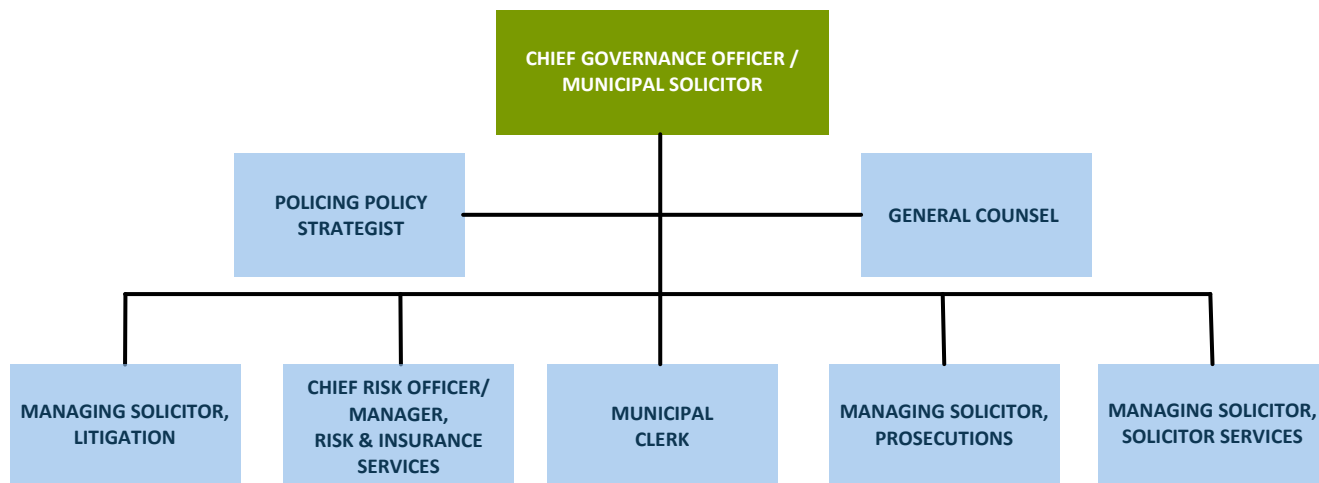 CHIEF GOVERNANCE OFFICER /
MUNICIPAL SOLICITOR
POLICING POLICY
STRATEGIST
GENERAL COUNSEL
MANAGING SOLICITOR,
LITIGATION
CHIEF RISK OFFICER/
MANAGER,
RISK & INSURANCE
SERVICES
MUNICIPAL
CLERK
MANAGING SOLICITOR,
PROSECUTIONS
MANAGING SOLICITOR,
SOLICITOR SERVICES